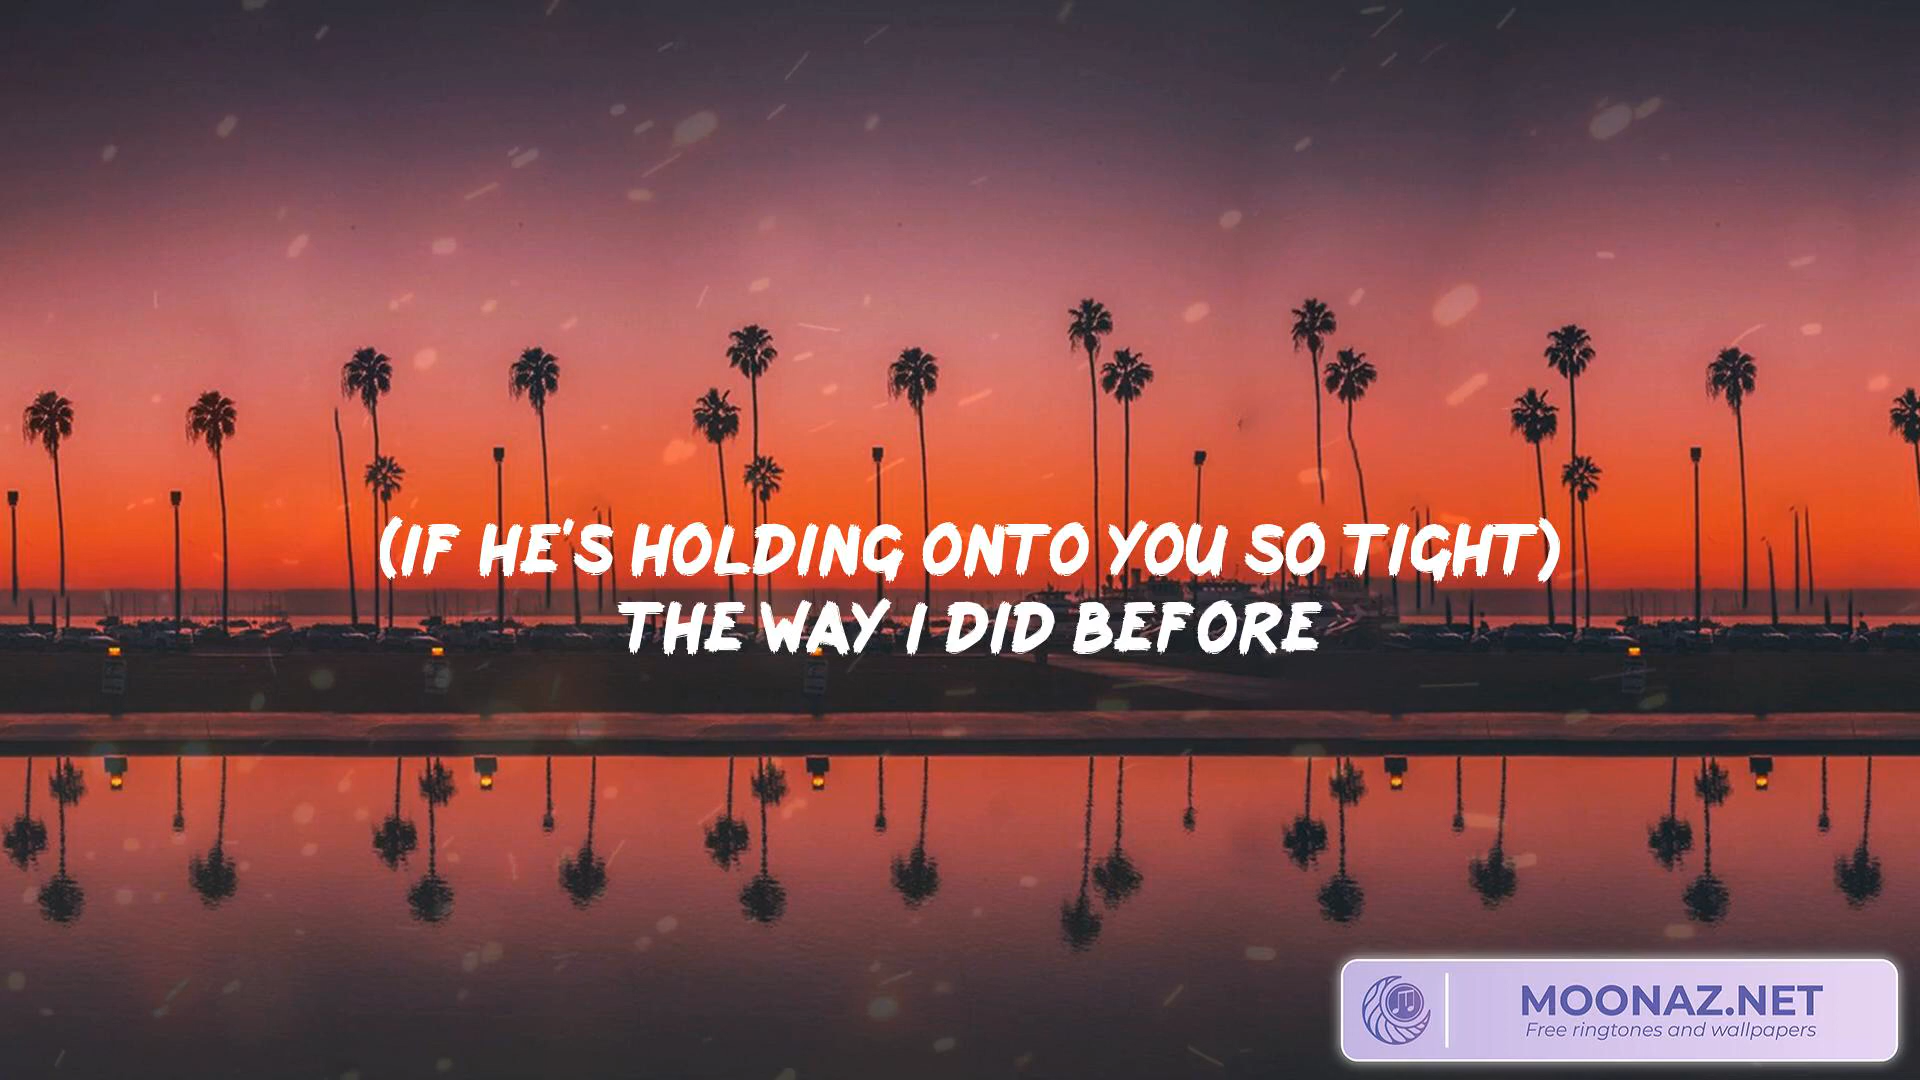 (IF HE'S HOLDING ONTO YOU SO TIGHT)
THE WAY I DID BEFORE
MOONAZ.NET
Free ringtones and wallpapers